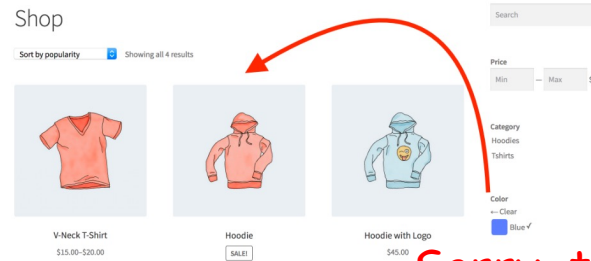 Shop
Search
Sort by popularity
Showing all 4 results
Price
Min – Max
Category
Hoodies
Tshirts
Color
← Clear
Blue ✓
V-Neck T-Shirt
Hoodie
Hoodie with Logo
$15.00–$20.00
SALE!
$45.00